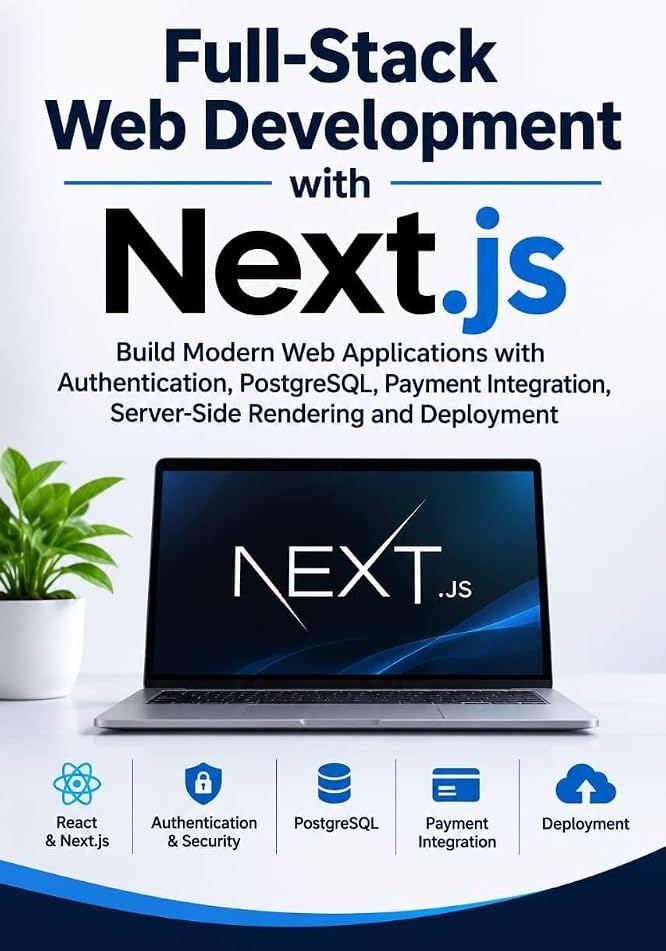 Full-Stack
Web Development
with
Next.js
Build Modern Web Applications with
Authentication, PostgreSQL, Payment Integration,
Server-Side Rendering and Deployment
NEXT.JS
React
& Next.js
Authentication
& Security
PostgreSQL
Payment
Integration
Deployment